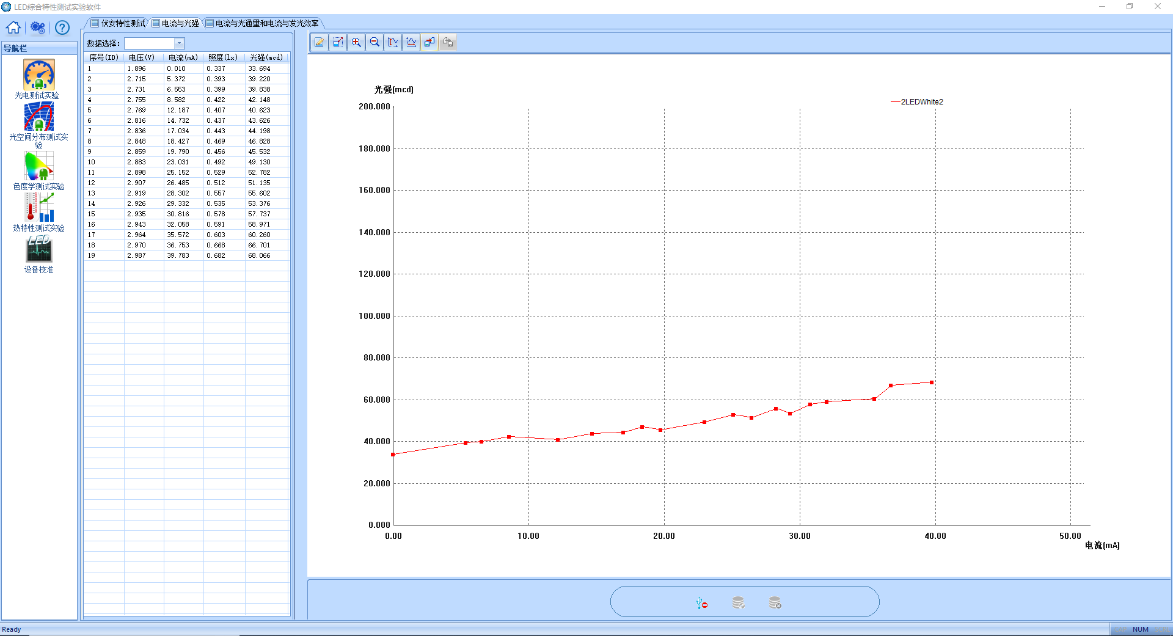 LED综合特性测试实验软件
伏安特性测试 电流与光强 电流与光通量和电流与发光效率
导航栏
光电测试实验
光空间分布测试实
验
色度学测试实验
热特性测试实验
LED
设备校准
数据选择:
序号(ID) 电压(V) 电流(mA) 照度(lx) 光强(mcd)
1 1.896 0.010 0.337 33.694
2 2.715 5.372 0.393 39.220
3 2.731 6.553 0.399 39.838
4 2.755 8.582 0.422 42.148
5 2.789 12.187 0.407 40.623
6 2.816 14.732 0.437 43.626
7 2.836 17.034 0.443 44.198
8 2.848 18.427 0.469 46.828
9 2.859 19.790 0.456 45.532
10 2.883 23.031 0.492 49.130
11 2.898 25.152 0.529 52.782
12 2.907 26.485 0.512 51.135
13 2.919 28.302 0.557 55.602
14 2.926 29.332 0.535 53.376
15 2.935 30.816 0.578 57.737
16 2.943 32.058 0.591 58.971
17 2.964 35.572 0.603 60.260
18 2.970 36.753 0.668 66.701
19 2.987 39.783 0.682 68.066
光强(mcd)
2LEDWhite2
200.000
180.000
160.000
140.000
120.000
100.000
80.000
60.000
40.000
20.000
0.000
0.00 10.00 20.00 30.00 40.00 50.00
电流(mA)
Ready
NUM